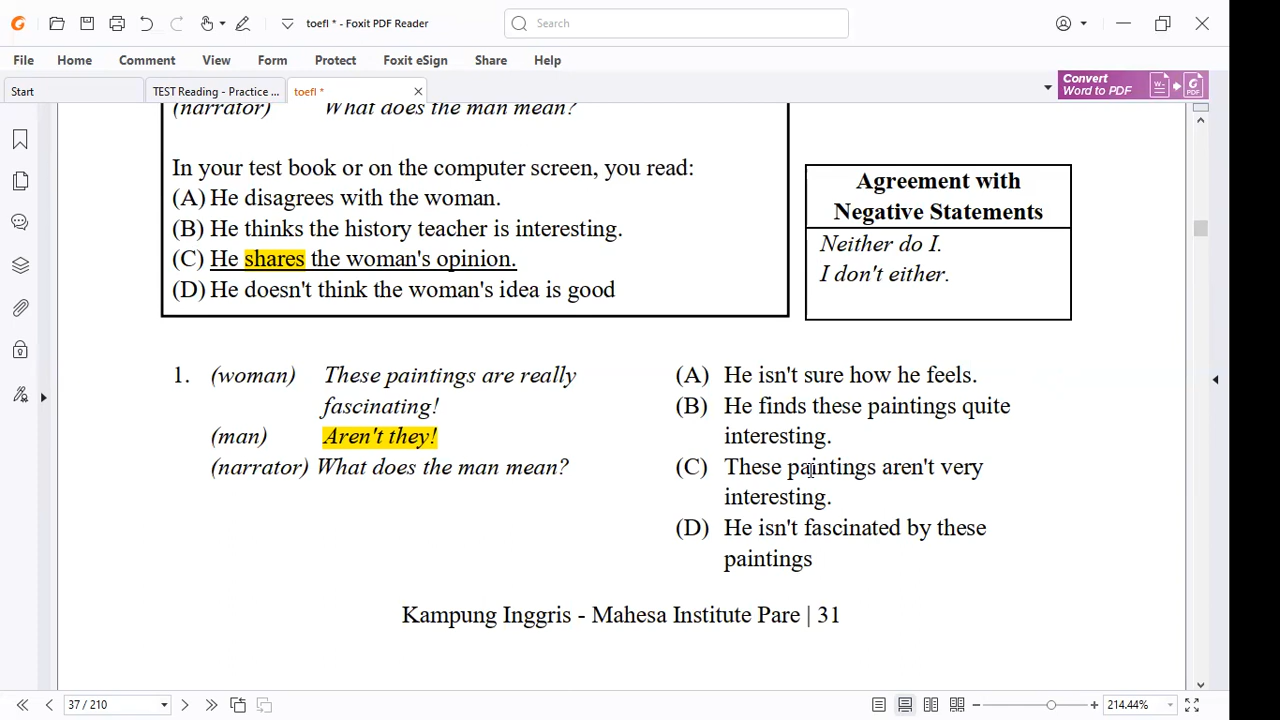 toefl * - Foxit PDF Reader
Search
File Home Comment View Form Protect Foxit eSign Share Help
Start
TEST Reading - Practice ...
toefl *
Convert
Word to PDF
(narrator) What does the man mean?
In your test book or on the computer screen, you read:
(A) He disagrees with the woman.
(B) He thinks the history teacher is interesting.
(C) He shares the woman's opinion.
(D) He doesn't think the woman's idea is good
Agreement with
Negative Statements
Neither do I.
I don't either.
1. (woman) These paintings are really
fascinating!
(man) Aren't they!
(narrator) What does the man mean?
(A) He isn't sure how he feels.
(B) He finds these paintings quite
interesting.
(C) These paintings aren't very
interesting.
(D) He isn't fascinated by these
paintings
Kampung Inggris - Mahesa Institute Pare | 31
37 / 210
214.44%